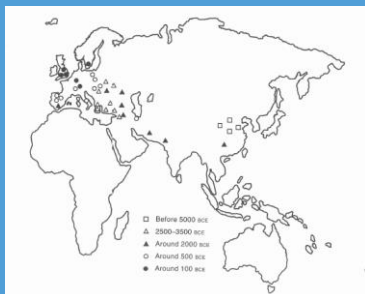 Before 5000 BCE
2500–3500 BCE
Around 2000 BCE
Around 500 BCE
Around 100 BCE